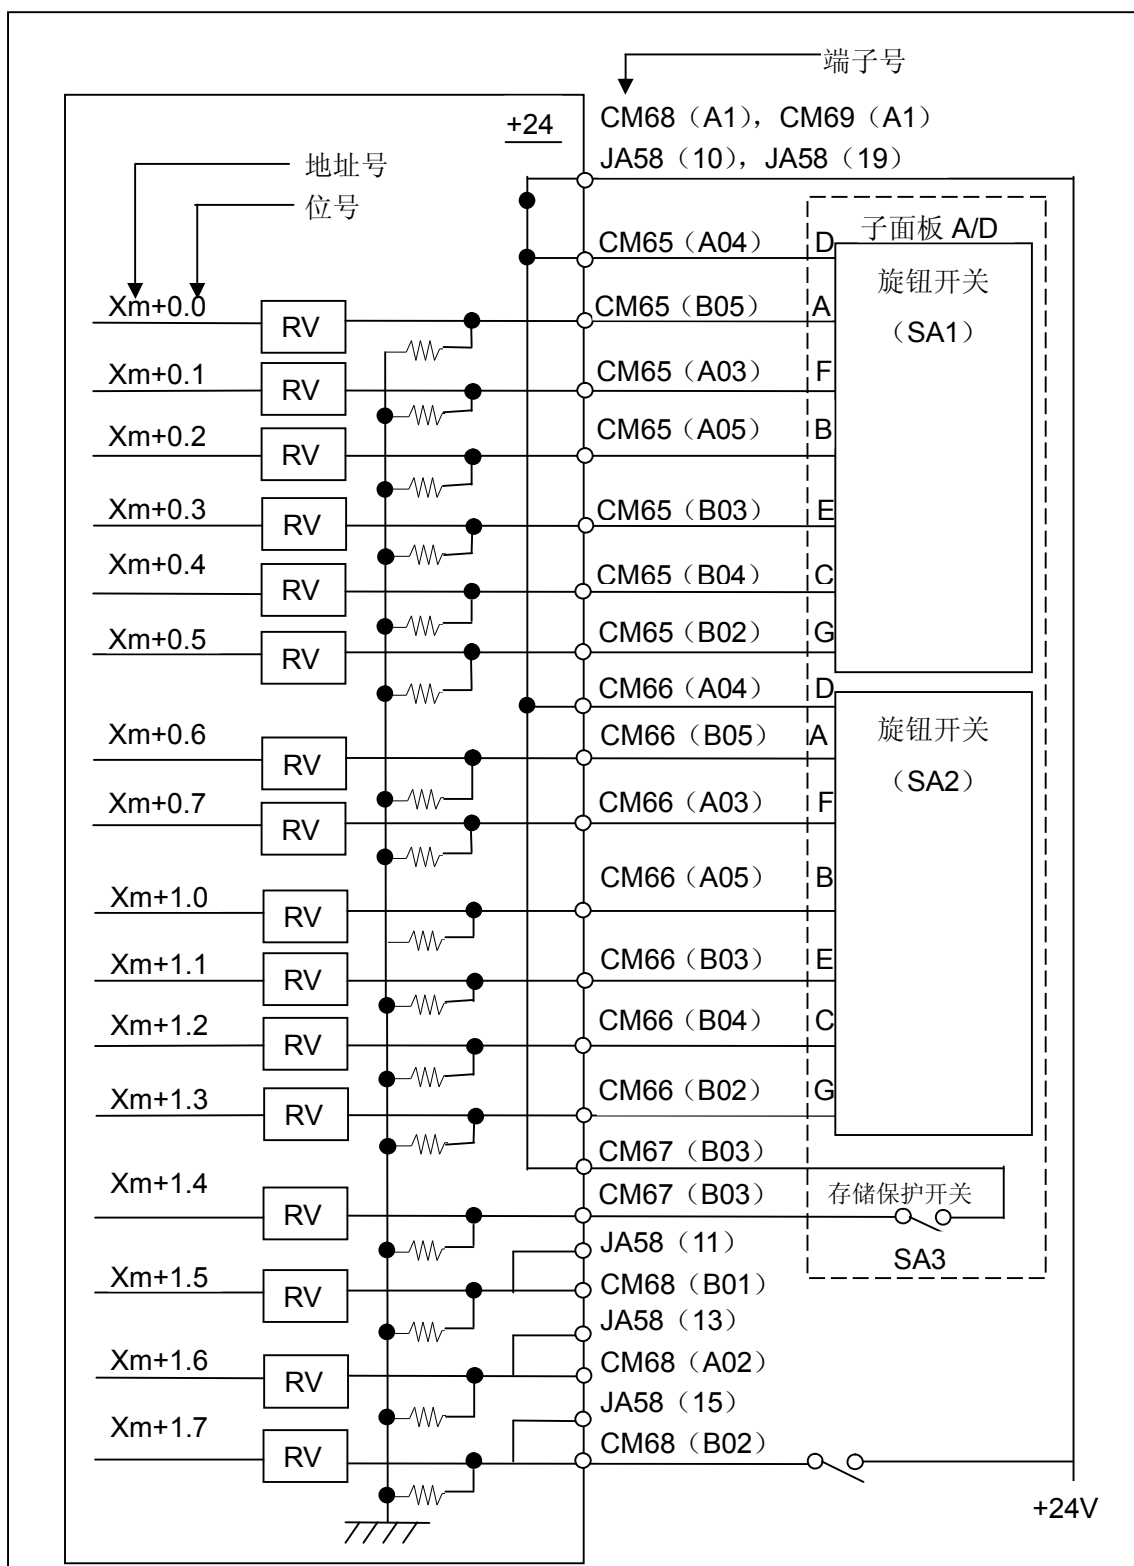 端子号
CM68（A1），CM69（A1）
+24
JA58（10），JA58（19）
地址号
位号
子面板 A/D
CM65（A04） D
旋钮开关
Xm+0.0 RV CM65（B05） A
（SA1）
Xm+0.1 RV CM65（A03） F
Xm+0.2 RV CM65（A05） B
Xm+0.3 RV CM65（B03） E
Xm+0.4 RV CM65（B04） C
Xm+0.5 RV CM65（B02） G
CM66（A04） D
旋钮开关
Xm+0.6 RV CM66（B05） A
（SA2）
Xm+0.7 RV CM66（A03） F
Xm+1.0 RV CM66（A05） B
Xm+1.1 RV CM66（B03） E
Xm+1.2 RV CM66（B04） C
Xm+1.3 RV CM66（B02） G
CM67（B03）
Xm+1.4 RV CM67（B03） 存储保护开关
JA58（11）
SA3
Xm+1.5 RV CM68（B01）
JA58（13）
Xm+1.6 RV CM68（A02）
JA58（15）
Xm+1.7 RV CM68（B02）
+24V